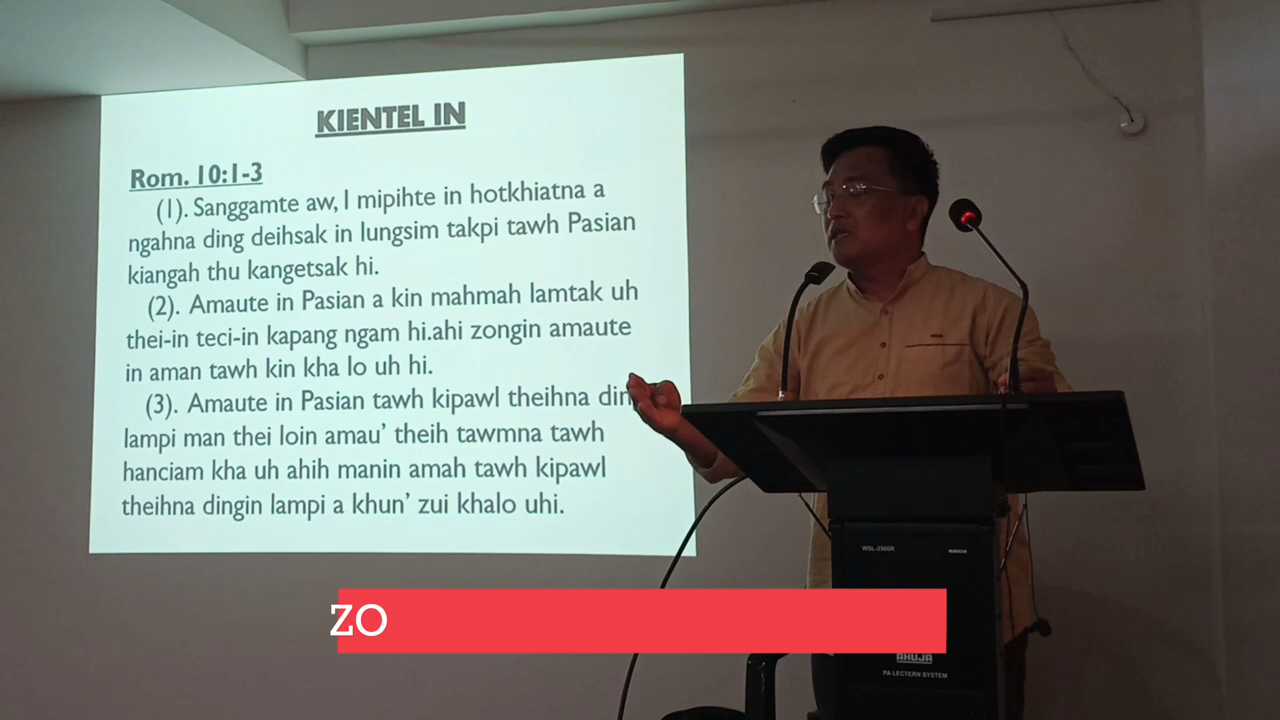 KIENTEL IN
Rom. 10:1-3
(1). Sanggamte aw, I mipihte in hotkhiatna a
ngahna ding deihsak in lungsim takpi tawh Pasian
kiangah thu kangetsak hi.
(2). Amaute in Pasian a kin mahmah lamtak uh
thei-in teci-in kapang ngam hi.ahi zongin amaute
in aman tawh kin kha lo uh hi.
(3). Amaute in Pasian tawh kipawl theihna din
lampi man thei loin amau’ theih tawmna tawh
hanciam kha uh ahih manin amah tawh kipawl
theihna dingin lampi a khun’ zui khalo uhi.
WSL-2500R
ZO
AHUJA
PA LECTERN SYSTEM